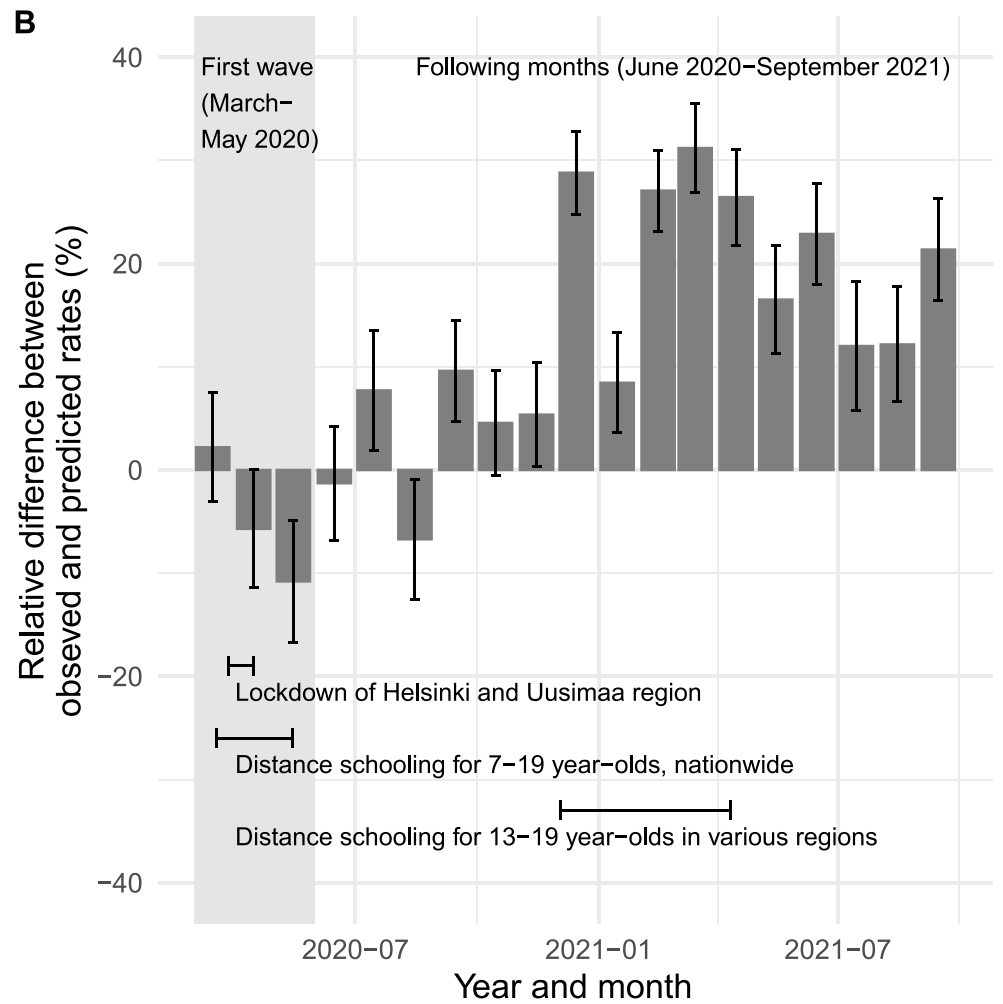 B
40
First wave
(March−
May 2020)
Following months (June 2020−September 2021)
20
0
−20
−40
Relative difference between
obseved and predicted rates (%)
Lockdown of Helsinki and Uusimaa region
Distance schooling for 7−19 year−olds, nationwide
Distance schooling for 13−19 year−olds in various regions
2020−07
2021−01
2021−07
Year and month